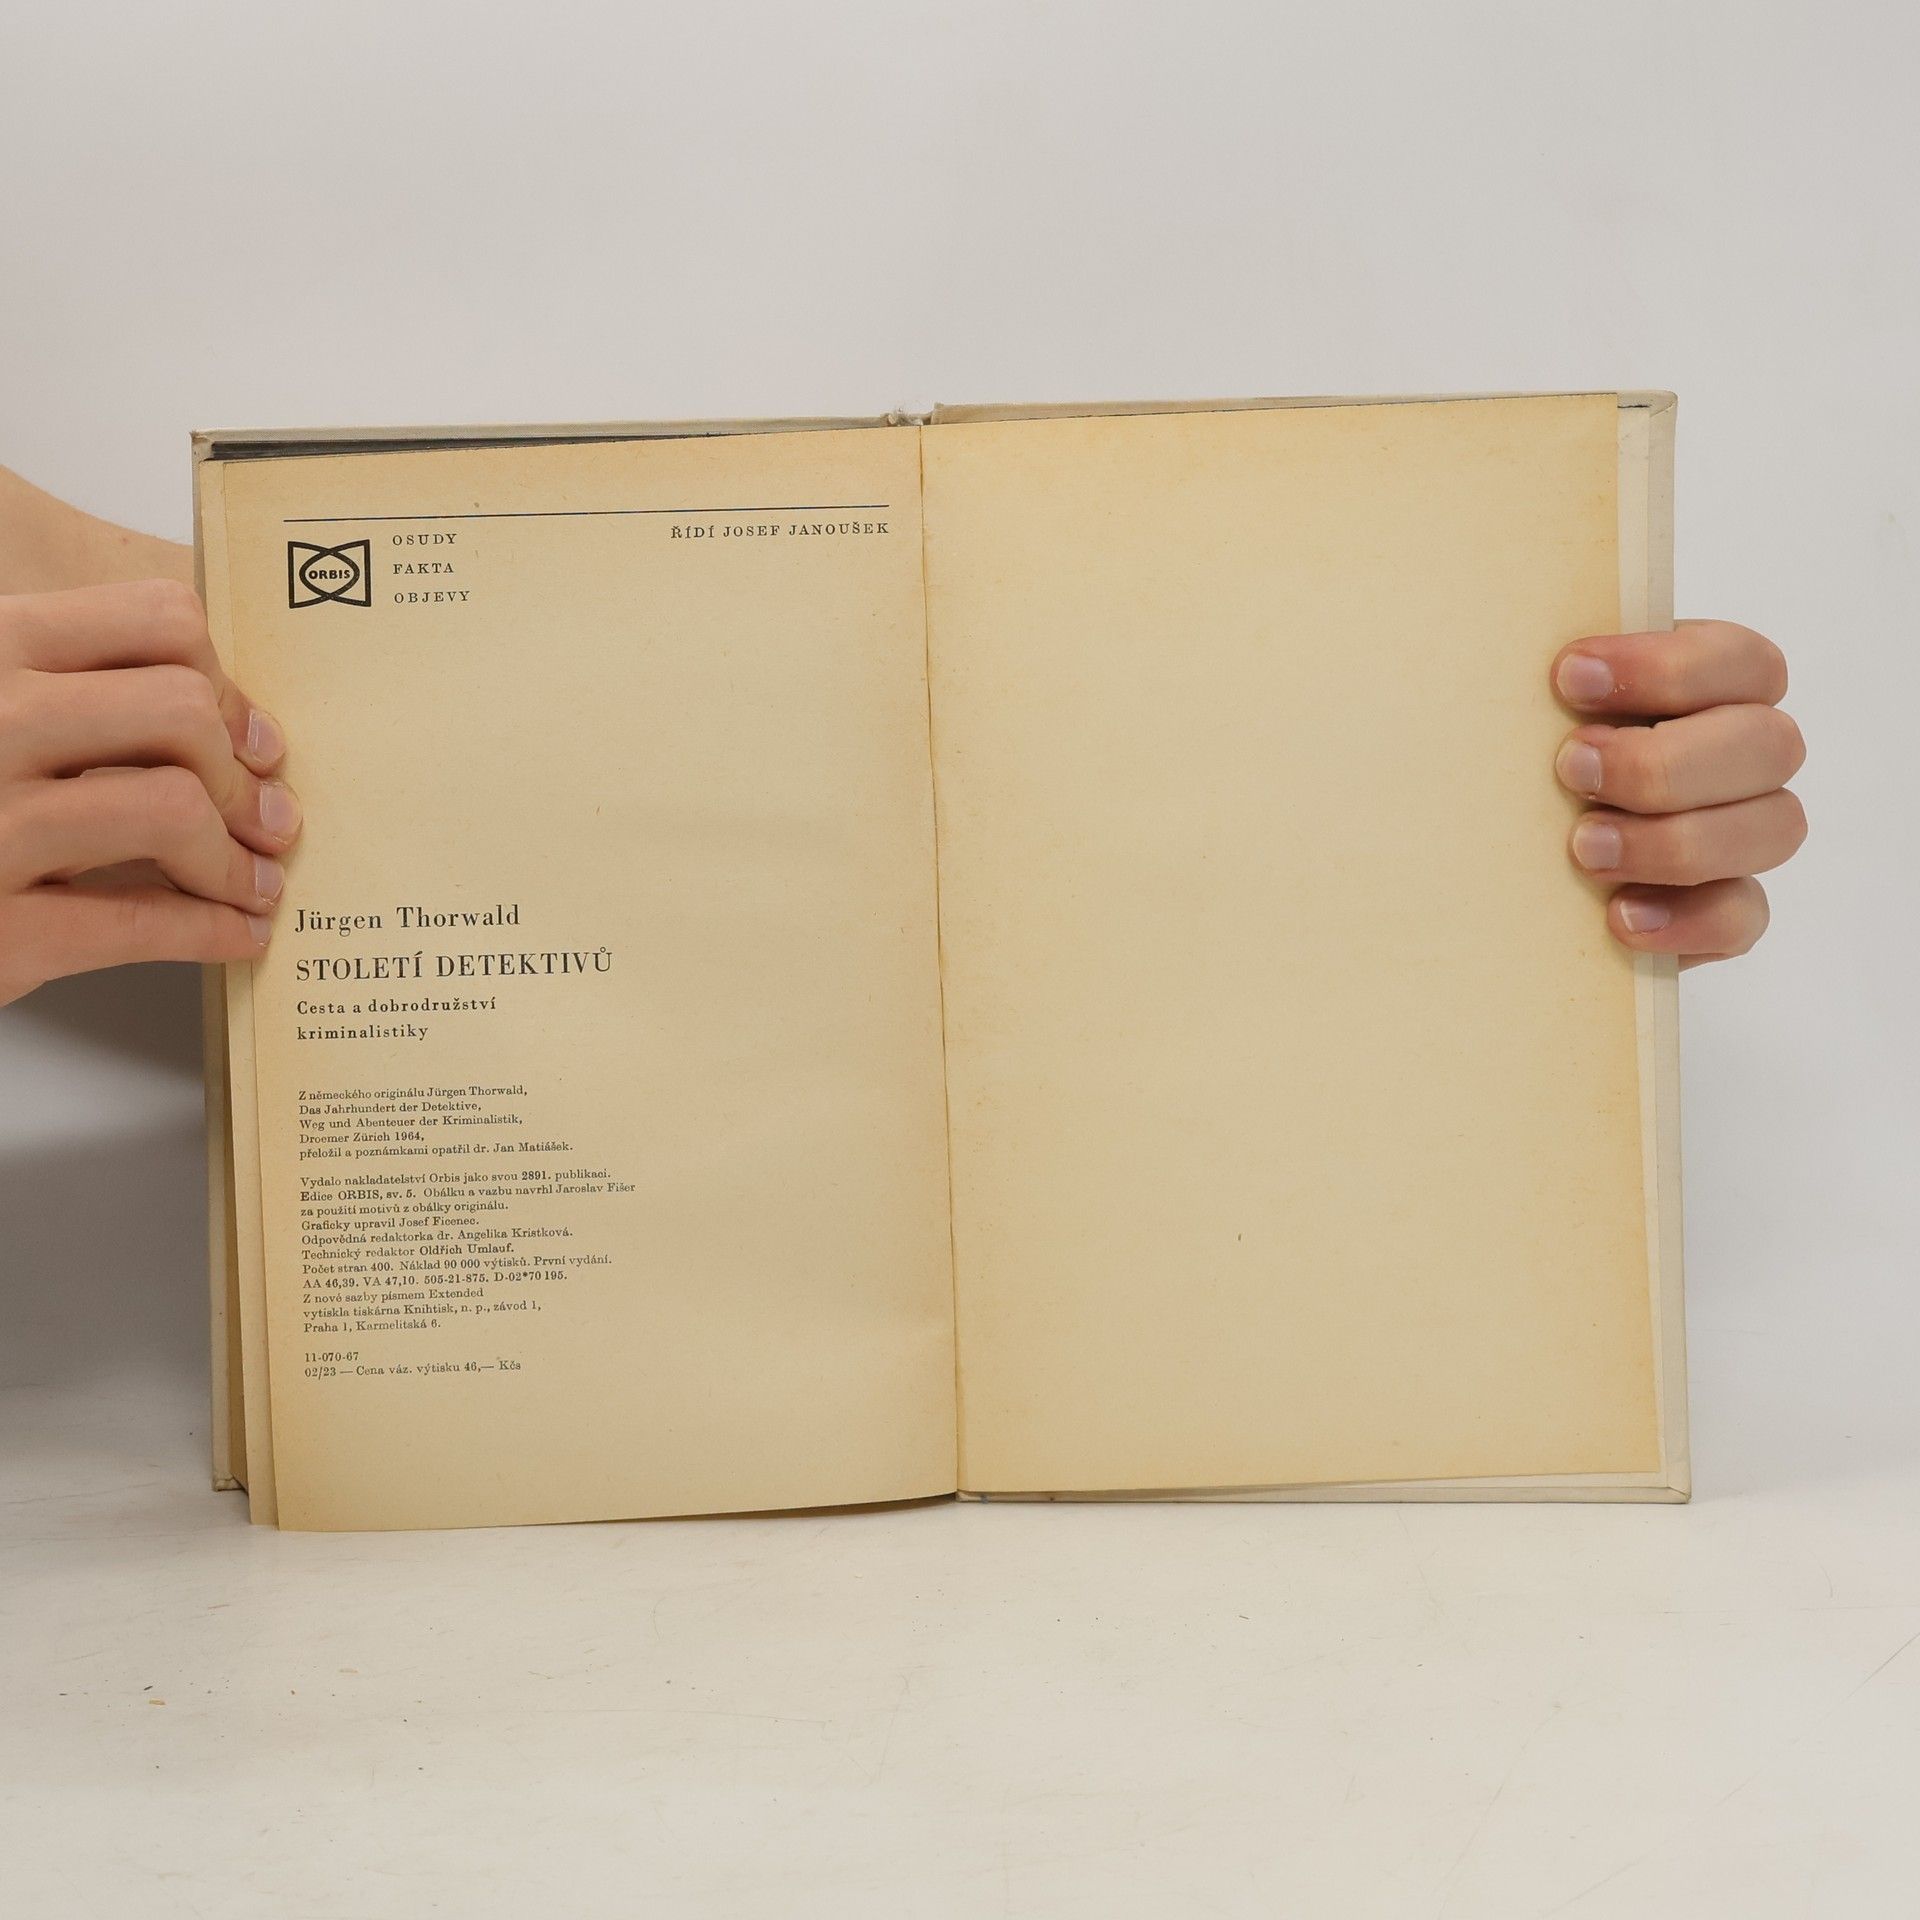 ORBIS
OSUDY
FAKTA
OBJEVY
ŘÍDÍ JOSEF JANOUŠEK
Jürgen Thorwald
STOLETÍ DETEKTIVŮ
Cesta a dobrodružství
kriminalistiky
Z německého originálu Jürgen Thorwald,
Das Jahrhundert der Detektive,
Weg und Abenteuer der Kriminalistik,
Droemer Zürich 1964,
přeložil a poznámkami opatřil dr. Jan Matiášek.
Vydalo nakladatelství Orbis jako svou 2891. publikaci.
Edice ORBIS, sv. 5. Obálku a vazbu navrhl Jaroslav Fišer
za použití motivů z obálky originálu.
Graficky upravil Josef Ficenec.
Odpovědná redaktorka dr. Angelika Kristková.
Technický redaktor Oldřich Umlauf.
Počet stran 400. Náklad 90 000 výtisků. První vydání.
AA 46,39. VA 47,10. 505-21-875. D-02*70195.
Z nové sazby písmem Extended
vytiskla tiskárna Knihtisk, n. p., závod 1,
Praha 1, Karmelitská 6.
11-070-67
02/23 — Cena váz. výtisku 46,— Kčs